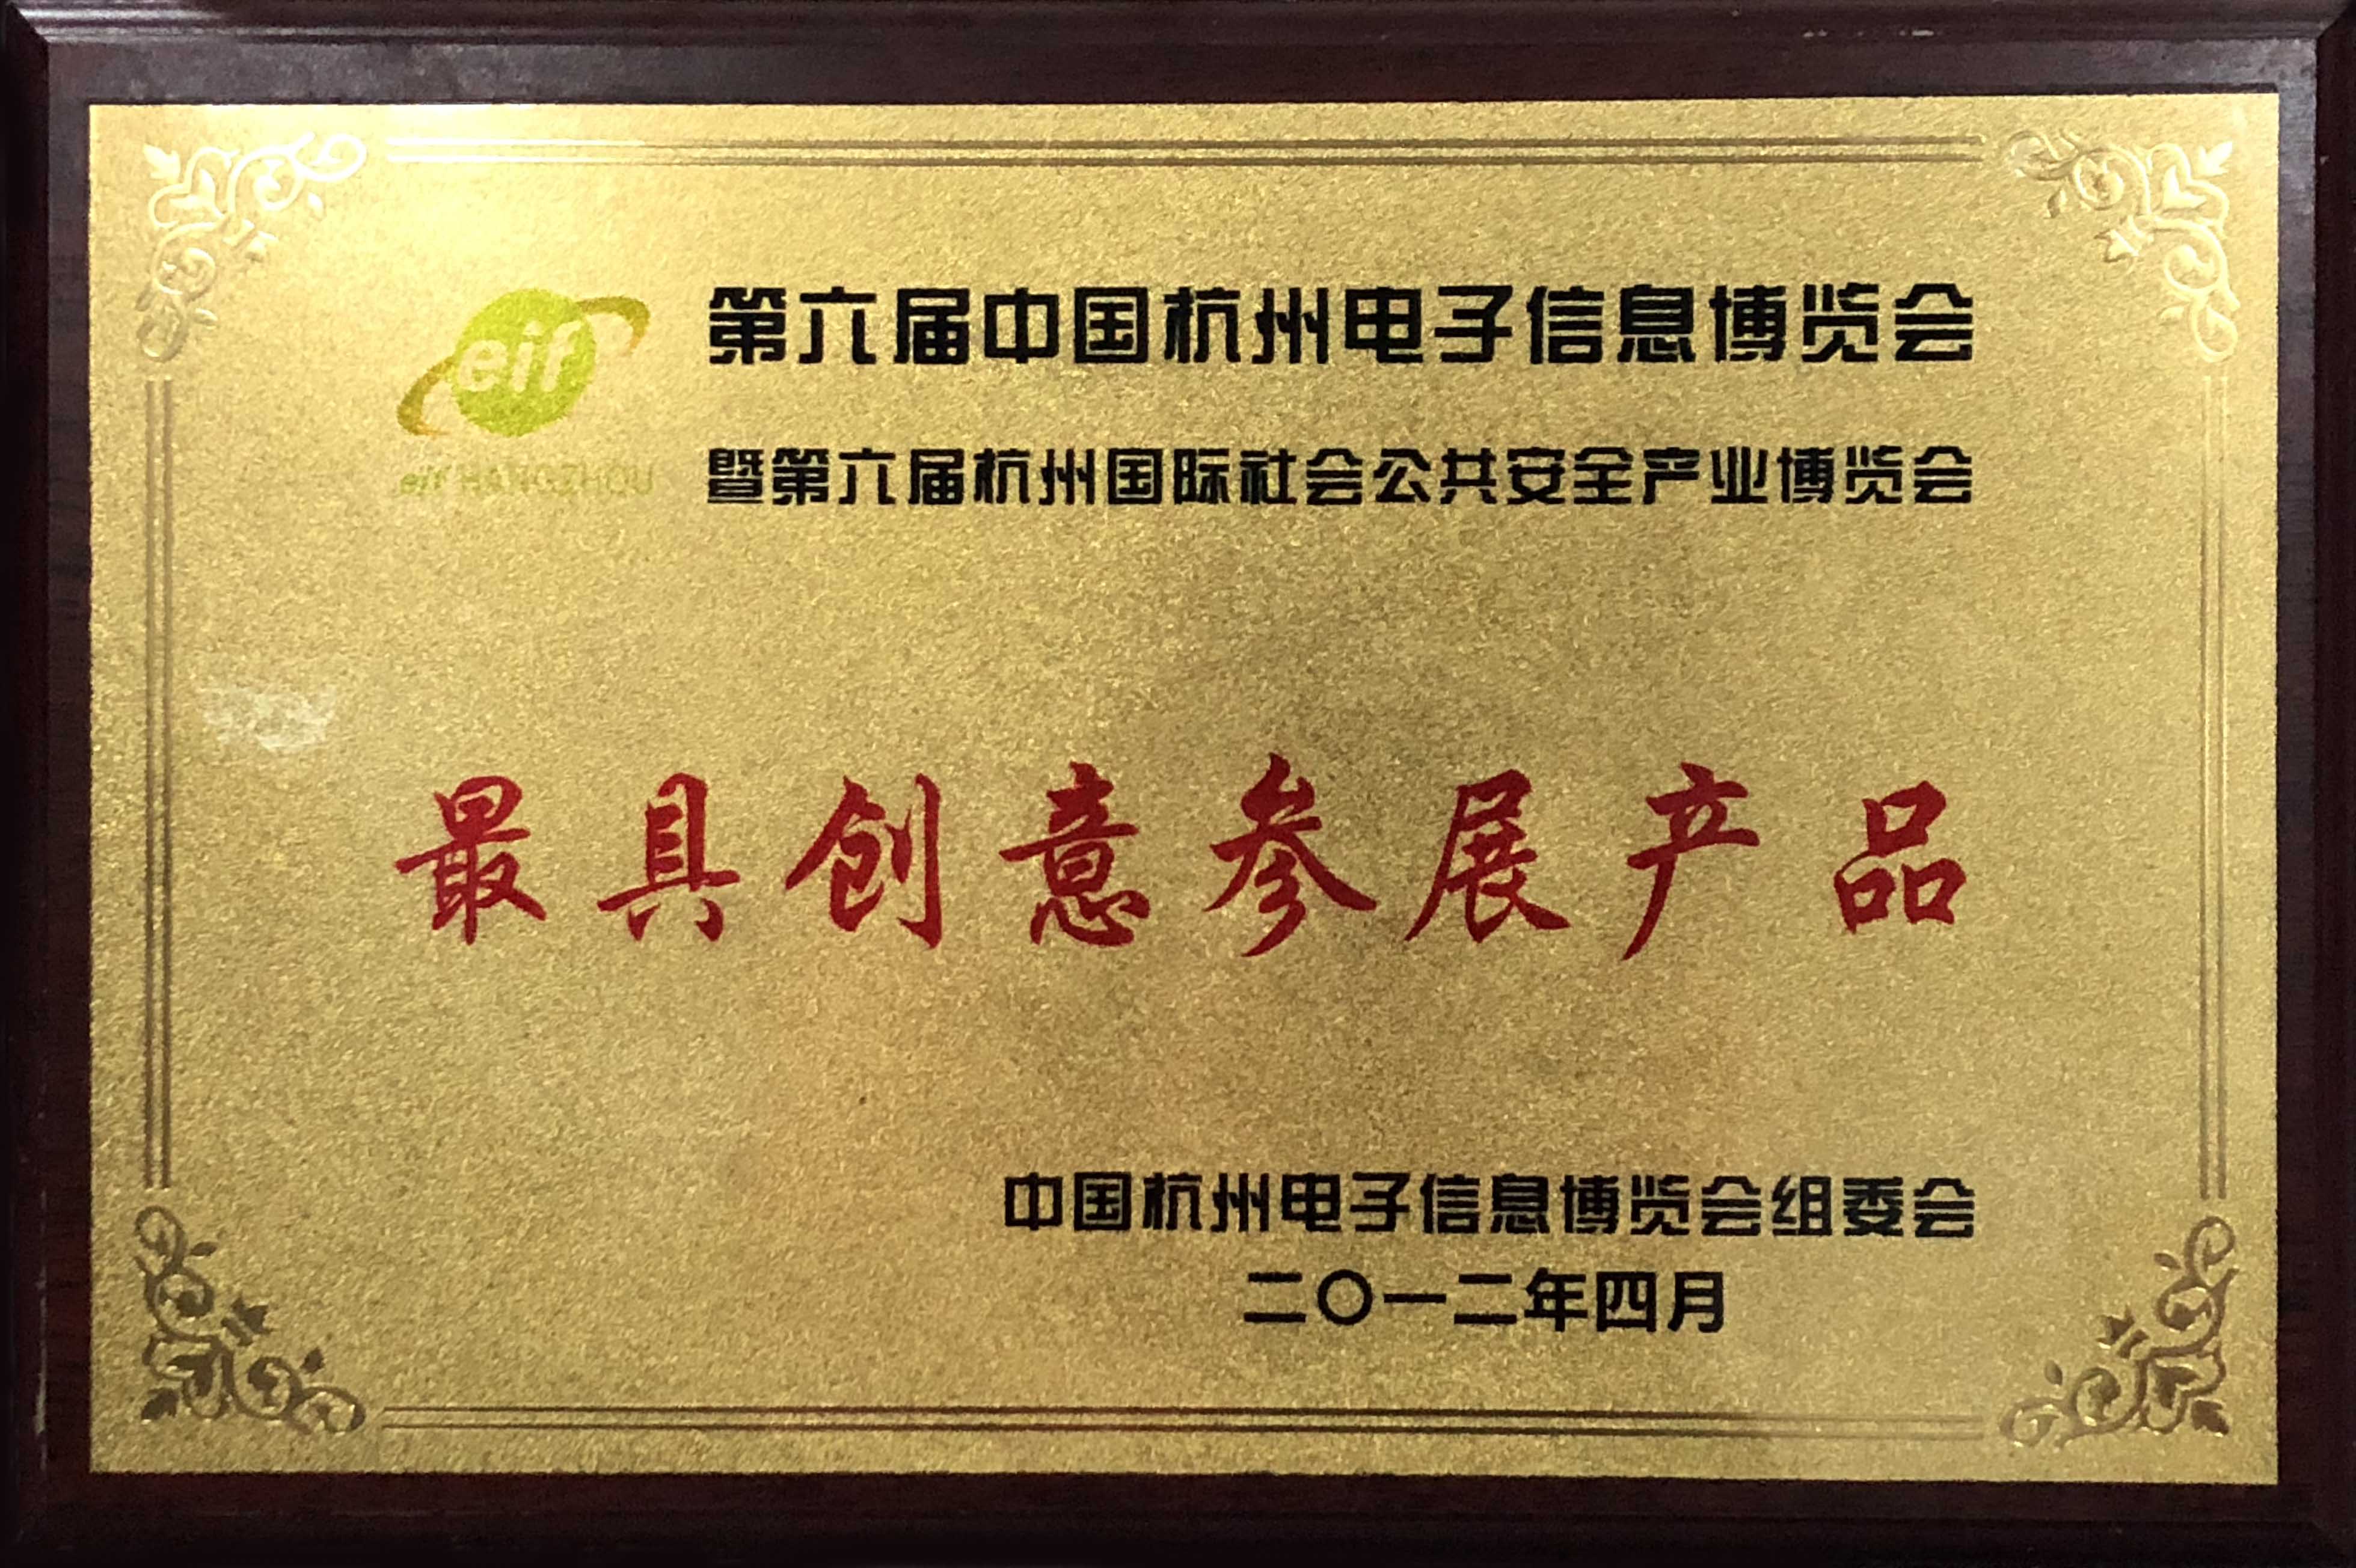 eif
第六届中国杭州电子信息博览会
eif HANGZHOU
暨第六届杭州国际社会公共安全产业博览会
最具创意参展产品
中国杭州电子信息博览会组委会
二〇一二年四月